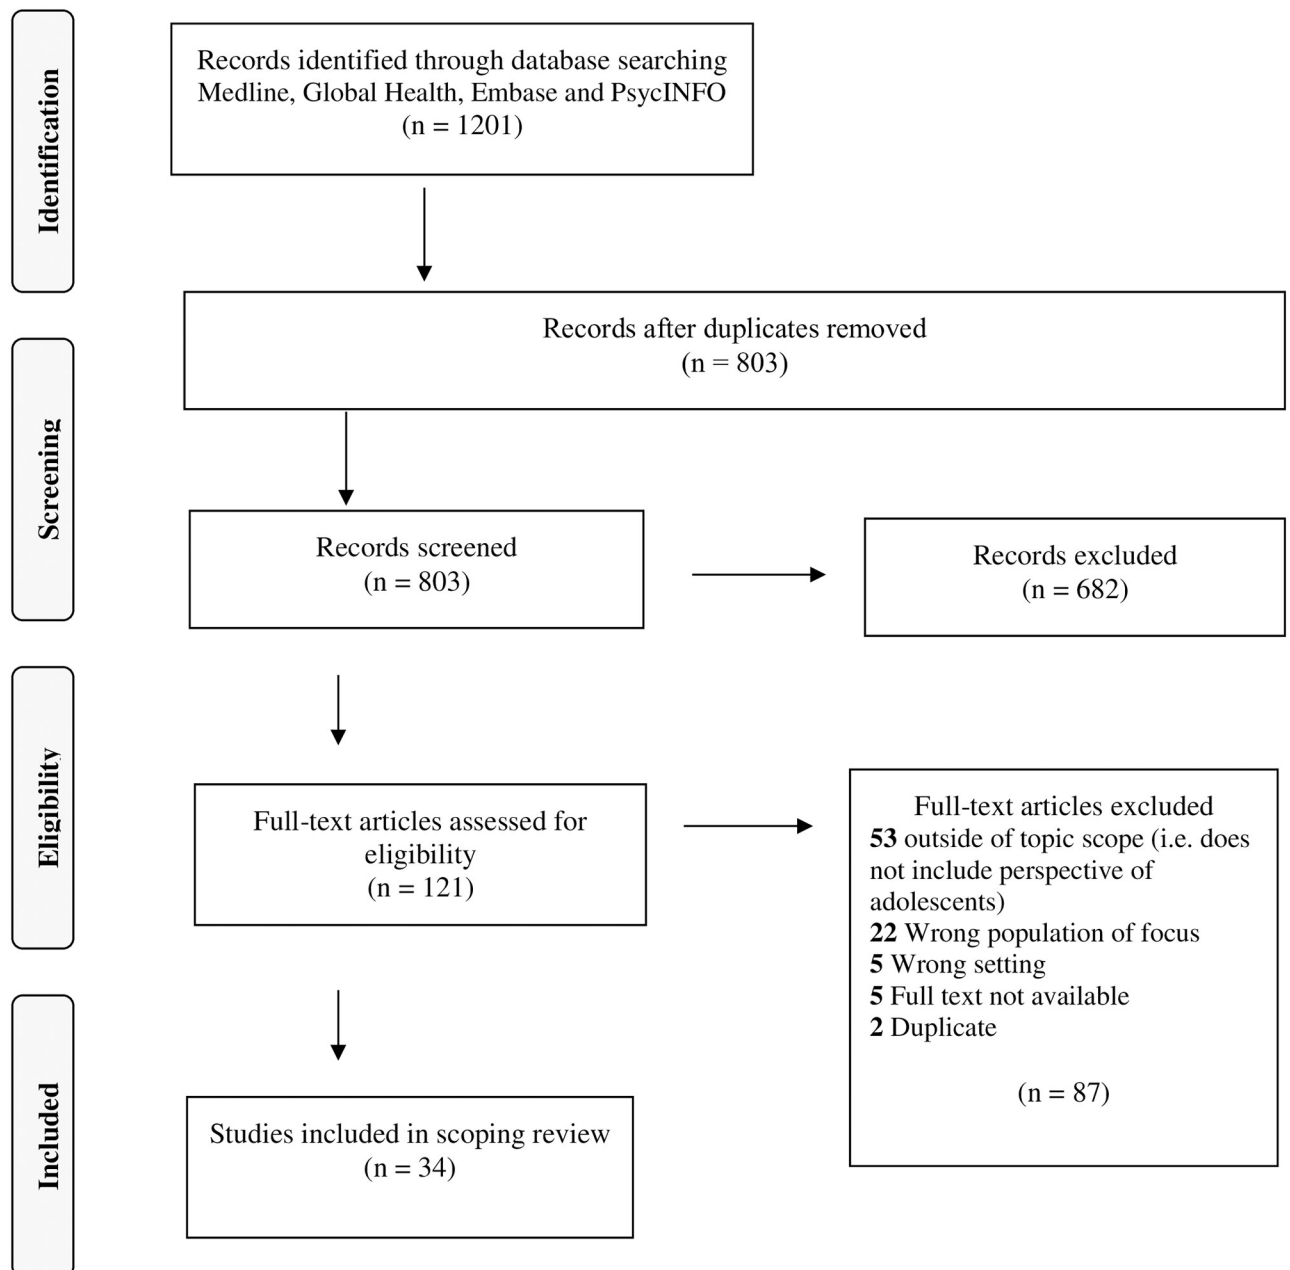 Identification
Records identified through database searching
Medline, Global Health, Embase and PsycINFO
(n = 1201)
Records after duplicates removed
(n = 803)
Screening
Records screened
(n = 803)
Records excluded
(n = 682)
Eligibility
Full-text articles assessed for
eligibility
(n = 121)
Full-text articles excluded
53 outside of topic scope (i.e. does
not include perspective of
adolescents)
22 Wrong population of focus
5 Wrong setting
5 Full text not available
2 Duplicate
(n = 87)
Included
Studies included in scoping review
(n = 34)